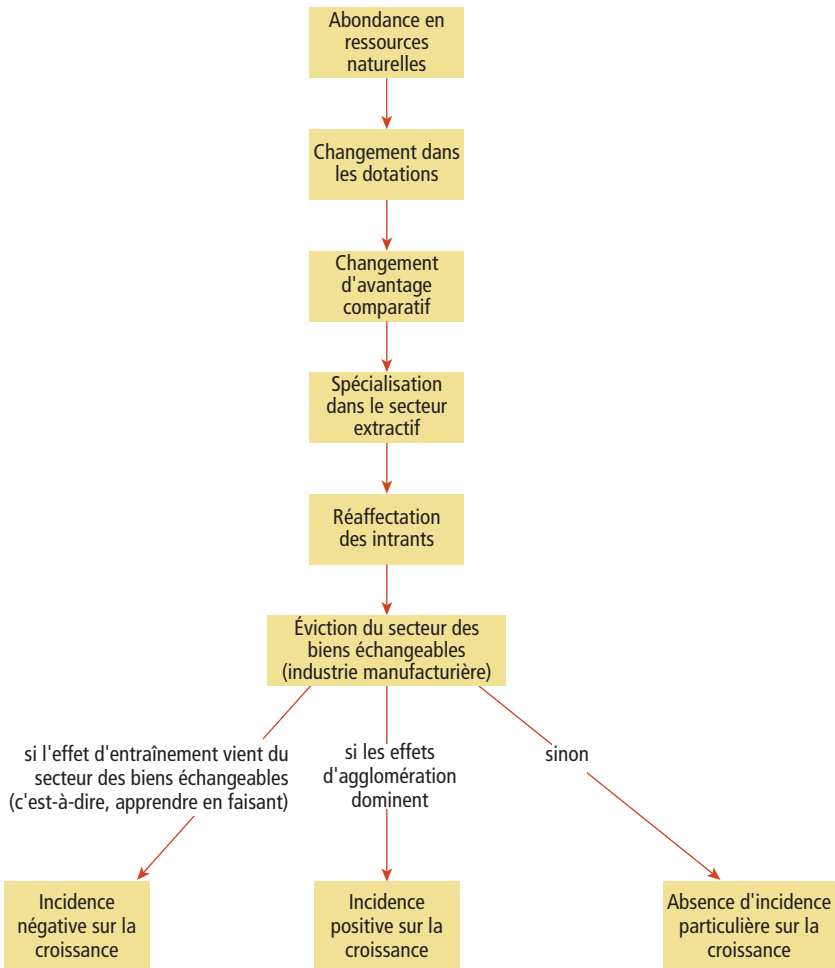 Abondance en
ressources
naturelles
Changement dans
les dotations
Changement
d'avantage
comparatif
Spécialisation
dans le secteur
extractif
Réaffectation
des intrants
Éviction du secteur des
biens échangeables
(industrie manufacturière)
si l'effet d'entraînement vient du
secteur des biens échangeables
(c'est-à-dire, apprendre en faisant)
si les effets
d'agglomération
dominent
sinon
Incidence
négative sur la
croissance
Incidence
positive sur la
croissance
Absence d'incidence
particulière sur la
croissance